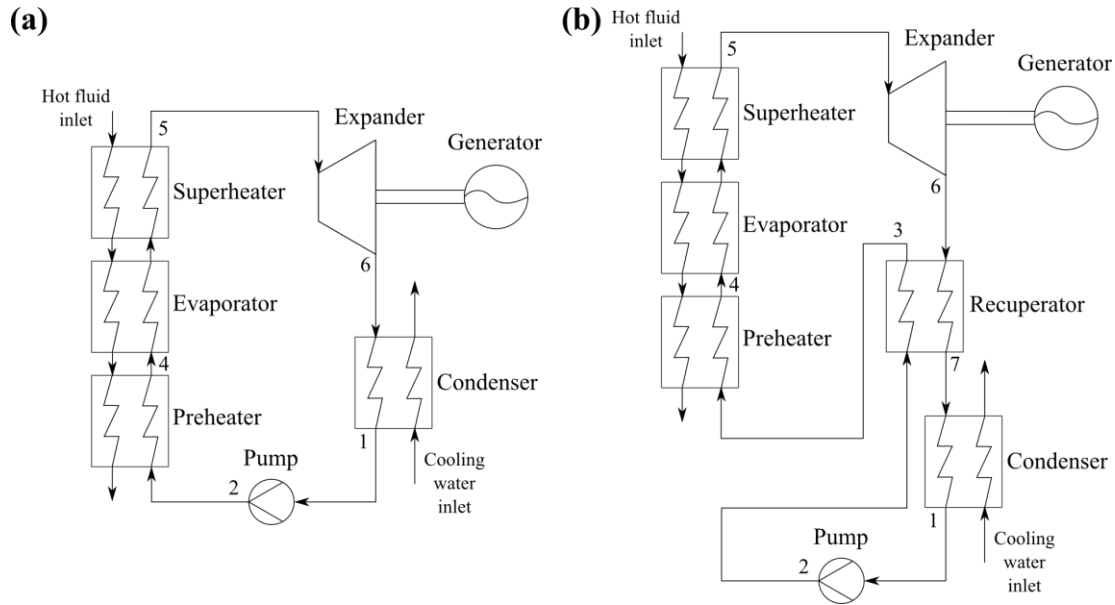 (a)
Hot fluid
inlet
5
Expander
Generator
Superheater
6
Evaporator
4
Preheater
Condenser
1
Pump
2
Cooling
water
inlet
(b)
Hot fluid
inlet
5
Expander
Generator
Superheater
6
Evaporator
3
4
Recuperator
Preheater
7
Condenser
1
Pump
2
Cooling
water
inlet